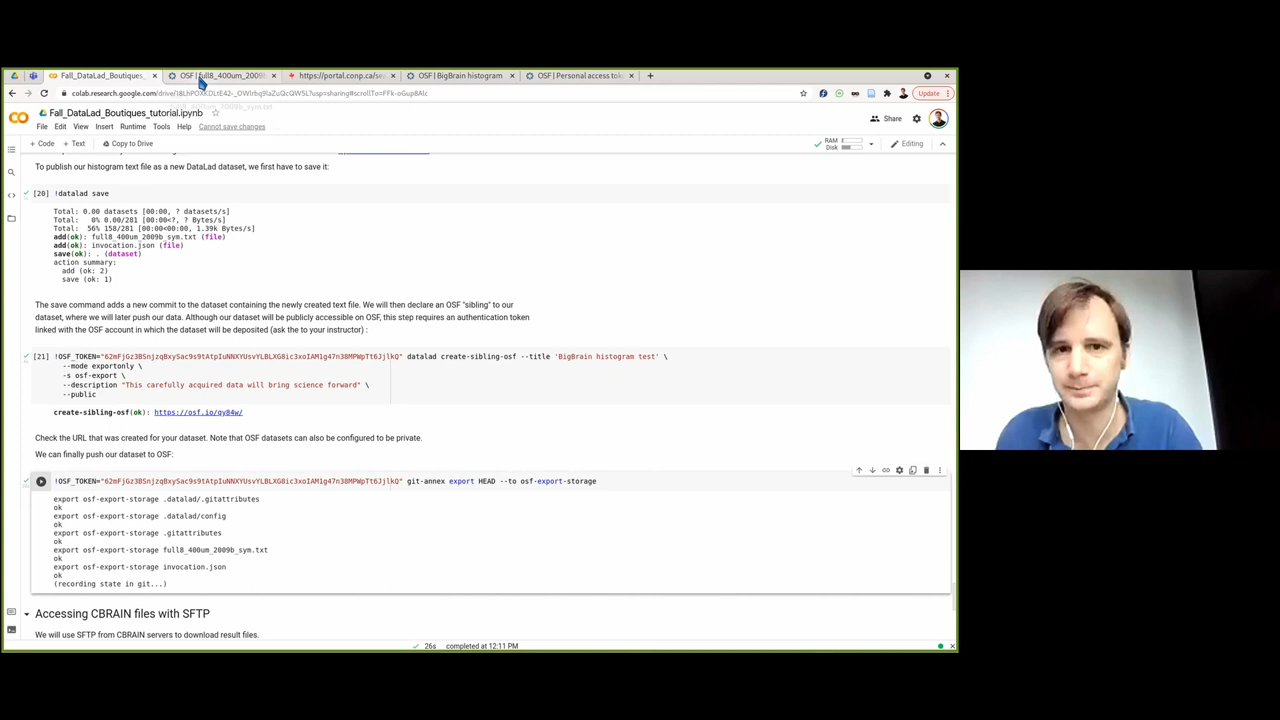 Fall_DataLad_Boutiques_
OSF | full8_400um_2009b
https://portal.conp.ca/sea
OSF | BigBrain histogram
OSF | Personal access tok
Update
Fall_DataLad_Boutiques_tutorial.ipynb
File Edit View Insert Runtime Tools Help Cannot save changes
Share
+ Code + Text Copy to Drive
RAM
Disk
Editing
To publish our histogram text file as a new DataLad dataset, we first have to save it:
[20] !datalad save
Total: 0.00 datasets [00:00, ? datasets/s]
Total: 0% 0.00/281 [00:00<?, ? Bytes/s]
Total: 56% 158/281 [00:00<00:00, 1.39k Bytes/s]
add(ok): full8_400um_2009b_sym.txt (file)
add(ok): invocation.json (file)
save(ok): . (dataset)
action summary:
add (ok: 2)
save (ok: 1)
The save command adds a new commit to the dataset containing the newly created text file. We will then declare an OSF "sibling" to our
dataset, where we will later push our data. Although our dataset will be publicly accessible on OSF, this step requires an authentication token
linked with the OSF account in which the dataset will be deposited (ask the to your instructor) :
[21] !OSF_TOKEN="62mFjGz3BSnjzqBxySac9s9tAtpIuNNXYUsvYLBLXG8ic3xoIAM1g47n38MPWpTt6JjlkQ" datalad create-sibling-osf --title 'BigBrain histogram test' \
--mode exportonly \
-s osf-export \
--description "This carefully acquired data will bring science forward" \
--public
create-sibling-osf(ok): https://osf.io/qy84w/
Check the URL that was created for your dataset. Note that OSF datasets can also be configured to be private.
We can finally push our dataset to OSF:
!OSF_TOKEN="62mFjGz3BSnjzqBxySac9s9tAtpIuNNXYUsvYLBLXG8ic3xoIAM1g47n38MPWpTt6JjlkQ" git-annex export HEAD --to osf-export-storage
export osf-export-storage .datalad/.gitattributes
ok
export osf-export-storage .datalad/config
ok
export osf-export-storage .gitattributes
ok
export osf-export-storage full8_400um_2009b_sym.txt
ok
export osf-export-storage invocation.json
ok
(recording state in git...)
Accessing CBRAIN files with SFTP
We will use SFTP from CBRAIN servers to download result files.
26s completed at 12:11 PM